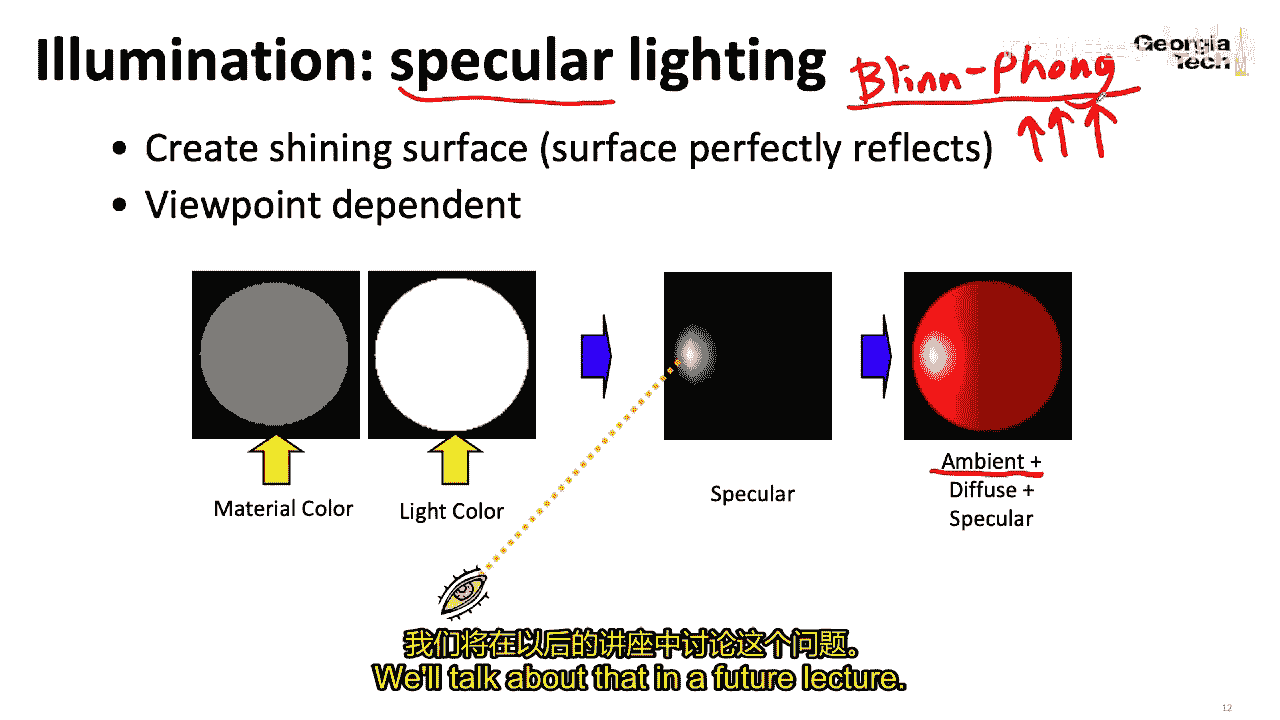 Illumination: specular lighting
Blinn-Phong
Georgia
Tech
• Create shining surface (surface perfectly reflects)
• Viewpoint dependent
Material Color
Light Color
Specular
Ambient +
Diffuse +
Specular
我们将在以后的讲座中讨论这个问题。
We'll talk about that in a future lecture.
12